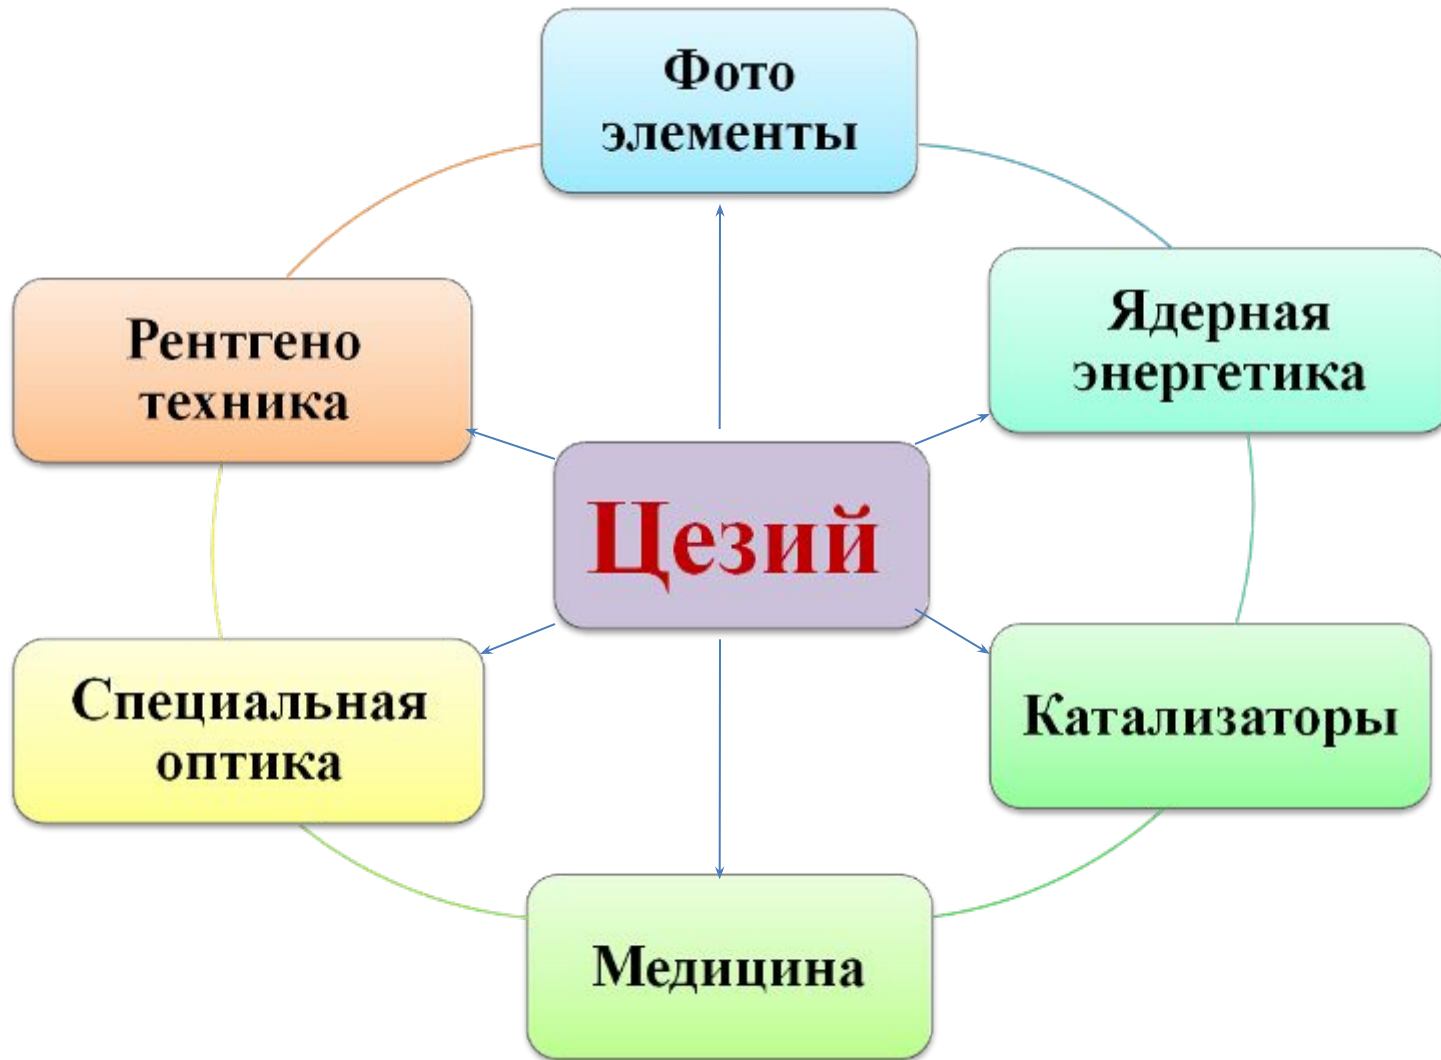 Фото
элементы
Ядерная
энергетика
Рентгено
техника
Цезий
Специальная
оптика
Катализаторы
Медицина